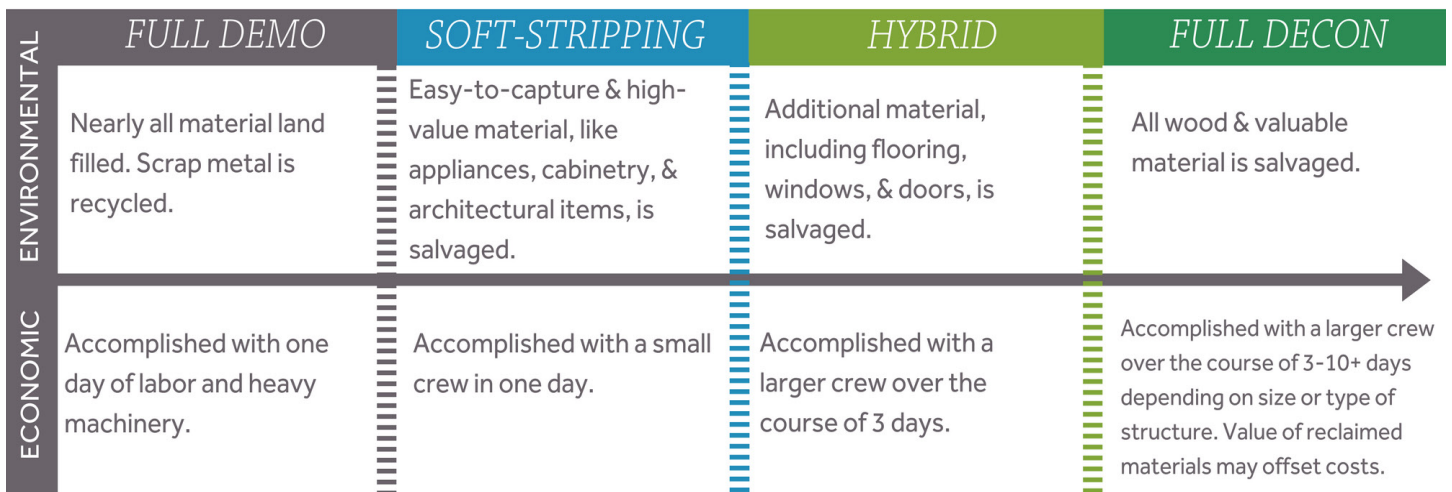 FULL DEMO
SOFT-STRIPPING
HYBRID
FULL DECON
ENVIRONMENTAL
Nearly all material land
filled. Scrap metal is
recycled.
Easy-to-capture & high-
value material, like
appliances, cabinetry, &
architectural items, is
salvaged.
Additional material,
including flooring,
windows, & doors, is
salvaged.
All wood & valuable
material is salvaged.
ECONOMIC
Accomplished with one
day of labor and heavy
machinery.
Accomplished with a small
crew in one day.
Accomplished with a
larger crew over the
course of 3 days.
Accomplished with a larger crew
over the course of 3-10+ days
depending on size or type of
structure. Value of reclaimed
materials may offset costs.